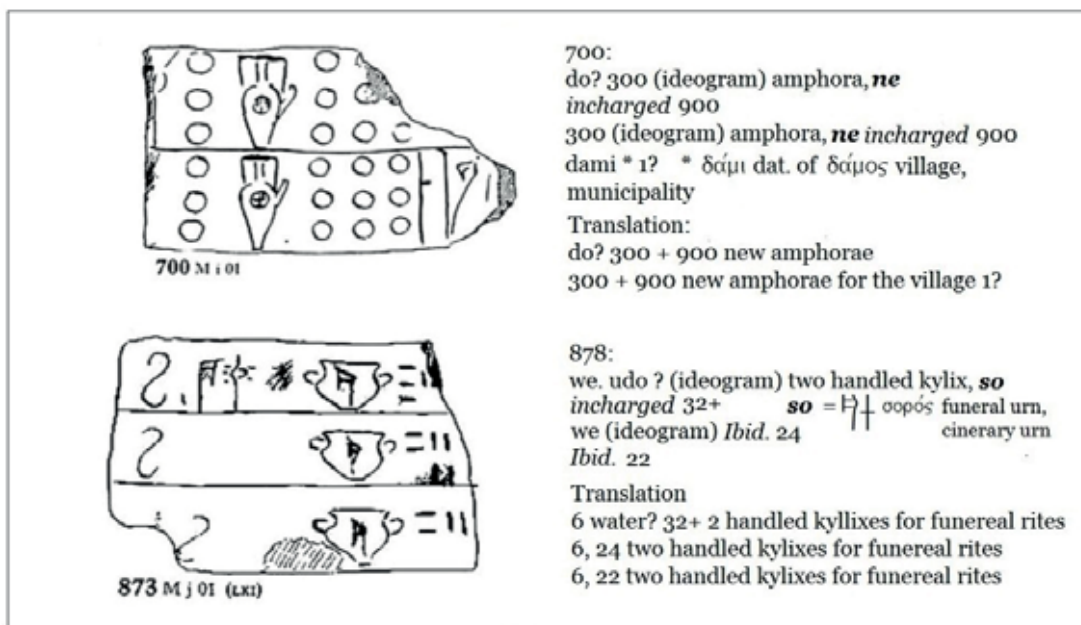 700:
do? 300 (ideogram) amphora, ne
incharged 900
300 (ideogram) amphora, ne incharged 900
dami * 1? * δάμι dat. of δάμος village,
municipality
Translation:
do? 300 + 900 new amphorae
300 + 900 new amphorae for the village 1?
700 M i 01
878:
we. udo ? (ideogram) two handled kylix, so
incharged 32+ so = σορός funeral urn,
we (ideogram) Ibid. 24 cinerary urn
Ibid. 22
Translation
6 water? 32+ 2 handled kyllixes for funereal rites
6, 24 two handled kylixes for funereal rites
6, 22 two handled kylixes for funereal rites
873 M j 01 (LXI)